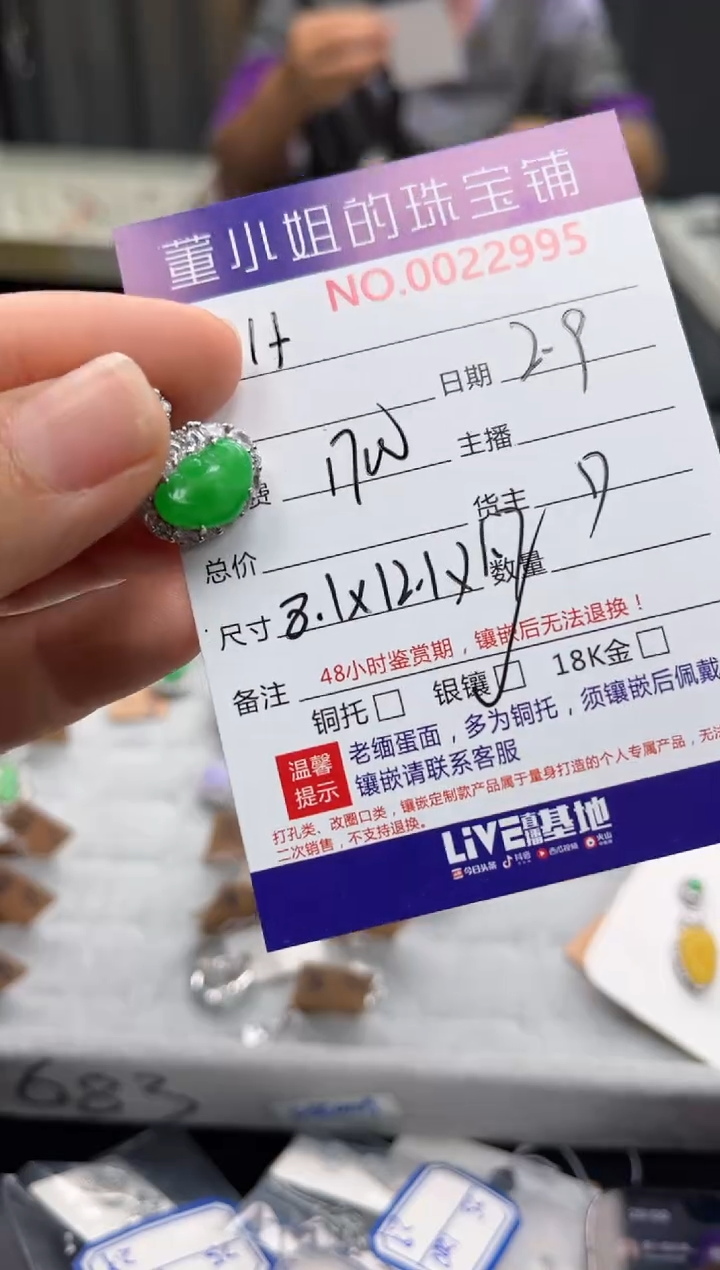 董小姐的珠宝铺
NO.0022995
1件
日期 2-9
费 17W 主播
总价 货主
尺寸 8.1x12.1x 数量
备注 48小时鉴赏期，镶嵌后无法退换！
铜托 银镶 18K金
温馨提示
老缅蛋面，多为铜托，须镶嵌后佩戴
镶嵌请联系客服
打孔类、改圈口类，镶嵌定制款产品属于量身打造的个人专属产品，无法
二次销售，不支持退换。
LiVE直播基地
今日头条 抖音 西瓜视频 火山
683